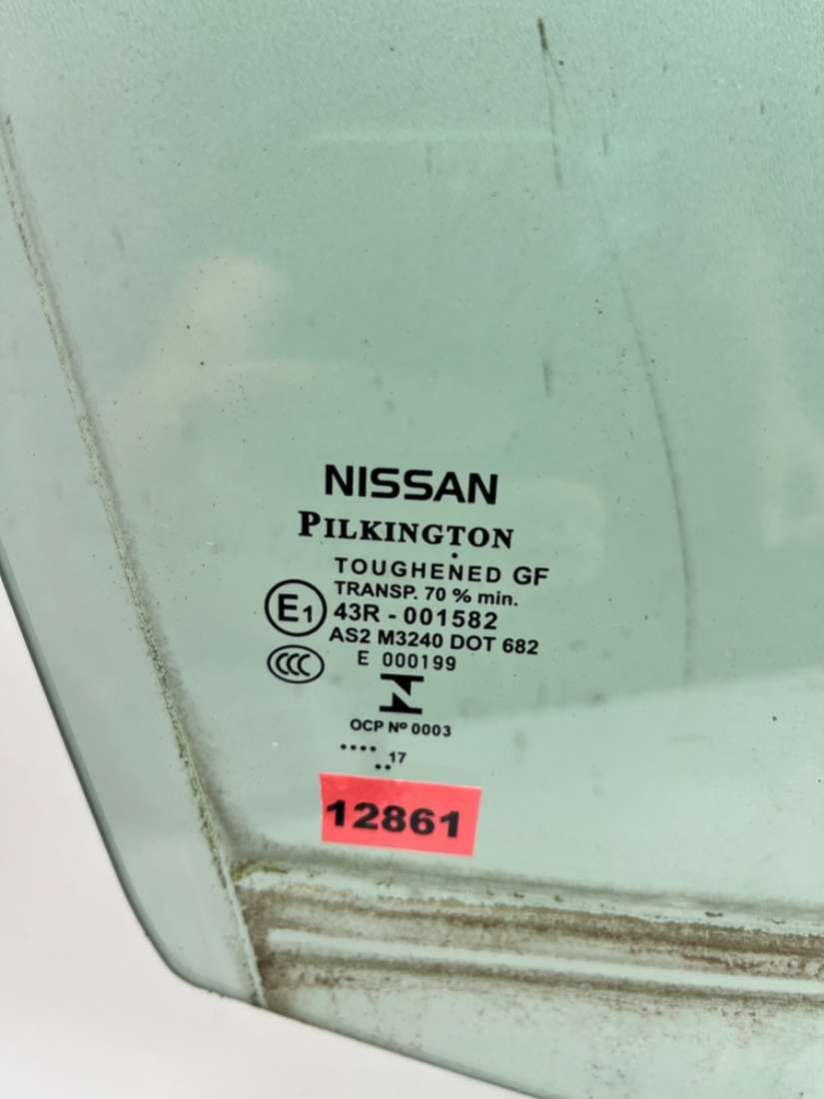 NISSAN
PILKINGTON
TOUGHENED GF
TRANSP. 70 % min.
E1 43R - 001582
AS2 M3240 DOT 682
CCC E 000199
N
OCP Nº 0003
.... 17
..
12861